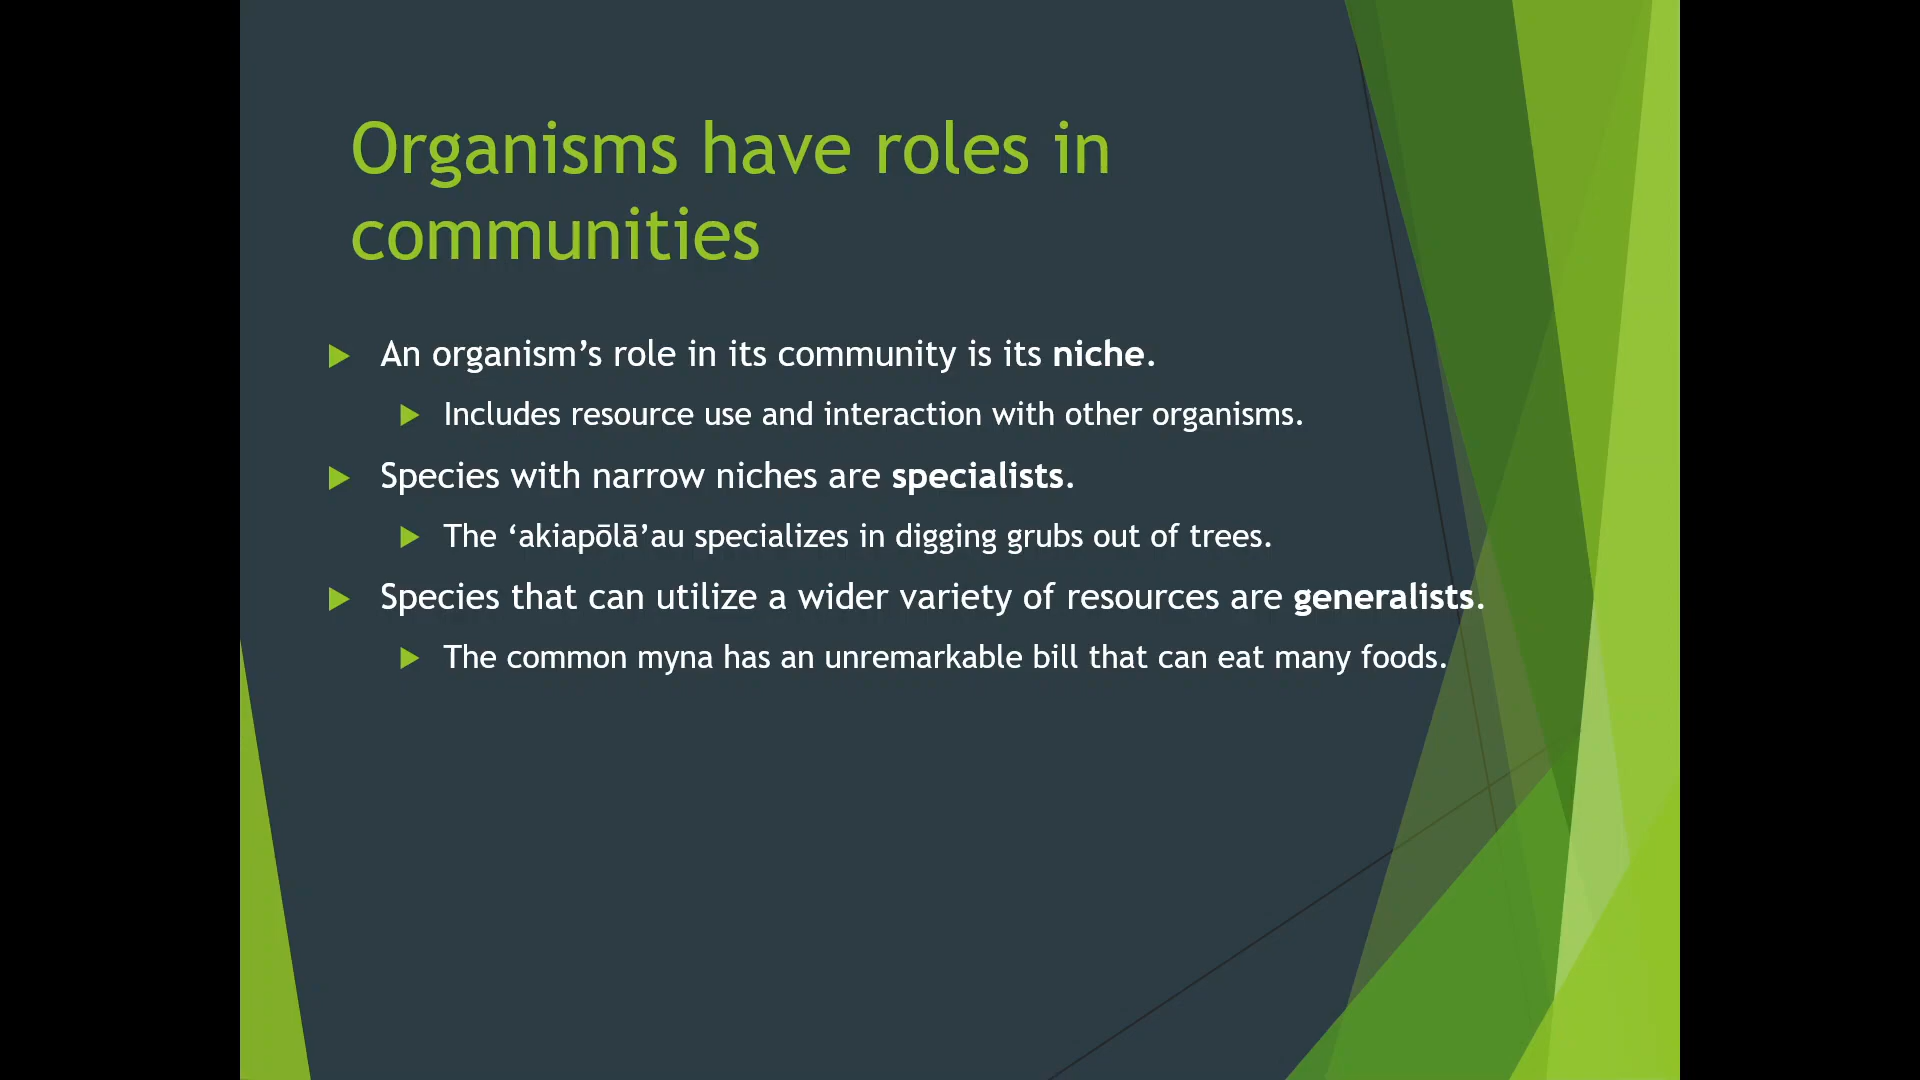 Organisms have roles in
communities
An organism’s role in its community is its niche.
Includes resource use and interaction with other organisms.
Species with narrow niches are specialists.
The ‘akiapōlā’au specializes in digging grubs out of trees.
Species that can utilize a wider variety of resources are generalists.
The common myna has an unremarkable bill that can eat many foods.